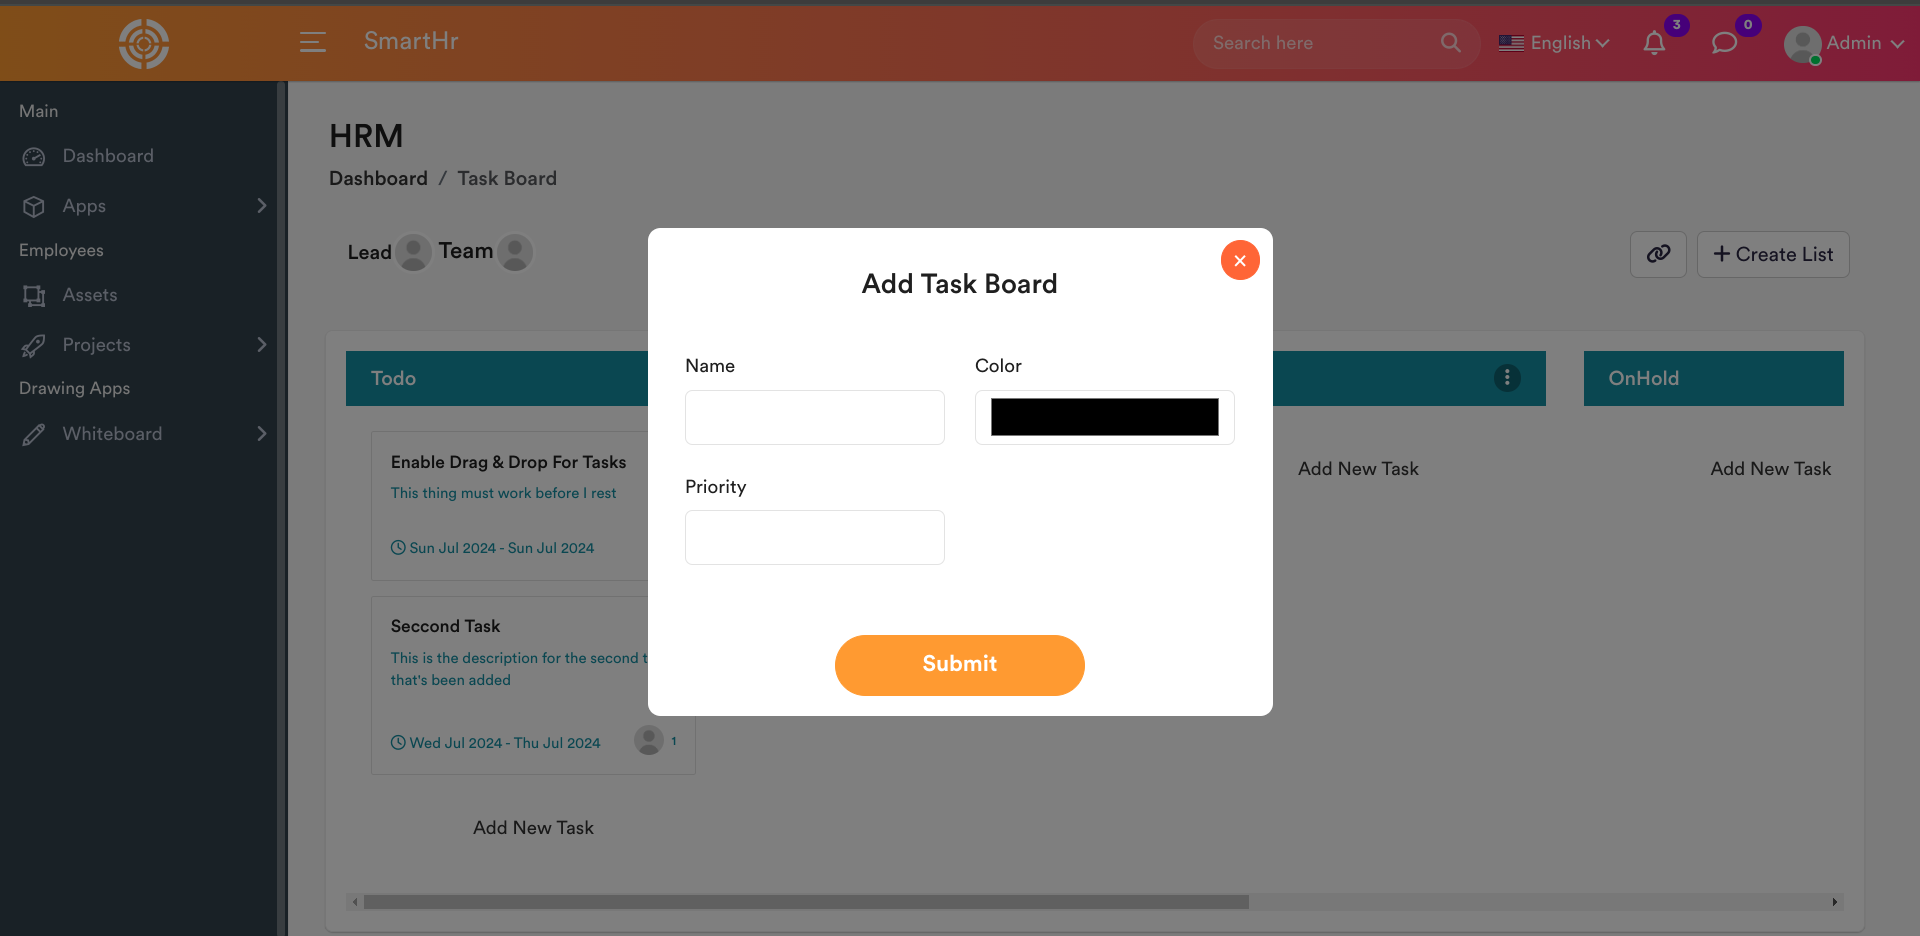 SmartHr
Search here
English
3
0
Admin
Main
Dashboard
Apps
Employees
Assets
Projects
Drawing Apps
Whiteboard
HRM
Dashboard / Task Board
Lead
Team
Create List
Add Task Board
Name
Color
Priority
Submit
Todo
OnHold
Enable Drag & Drop For Tasks
This thing must work before I rest
Sun Jul 2024 - Sun Jul 2024
Seccond Task
This is the description for the second
that's been added
Wed Jul 2024 - Thu Jul 2024
1
Add New Task
Add New Task
Add New Task